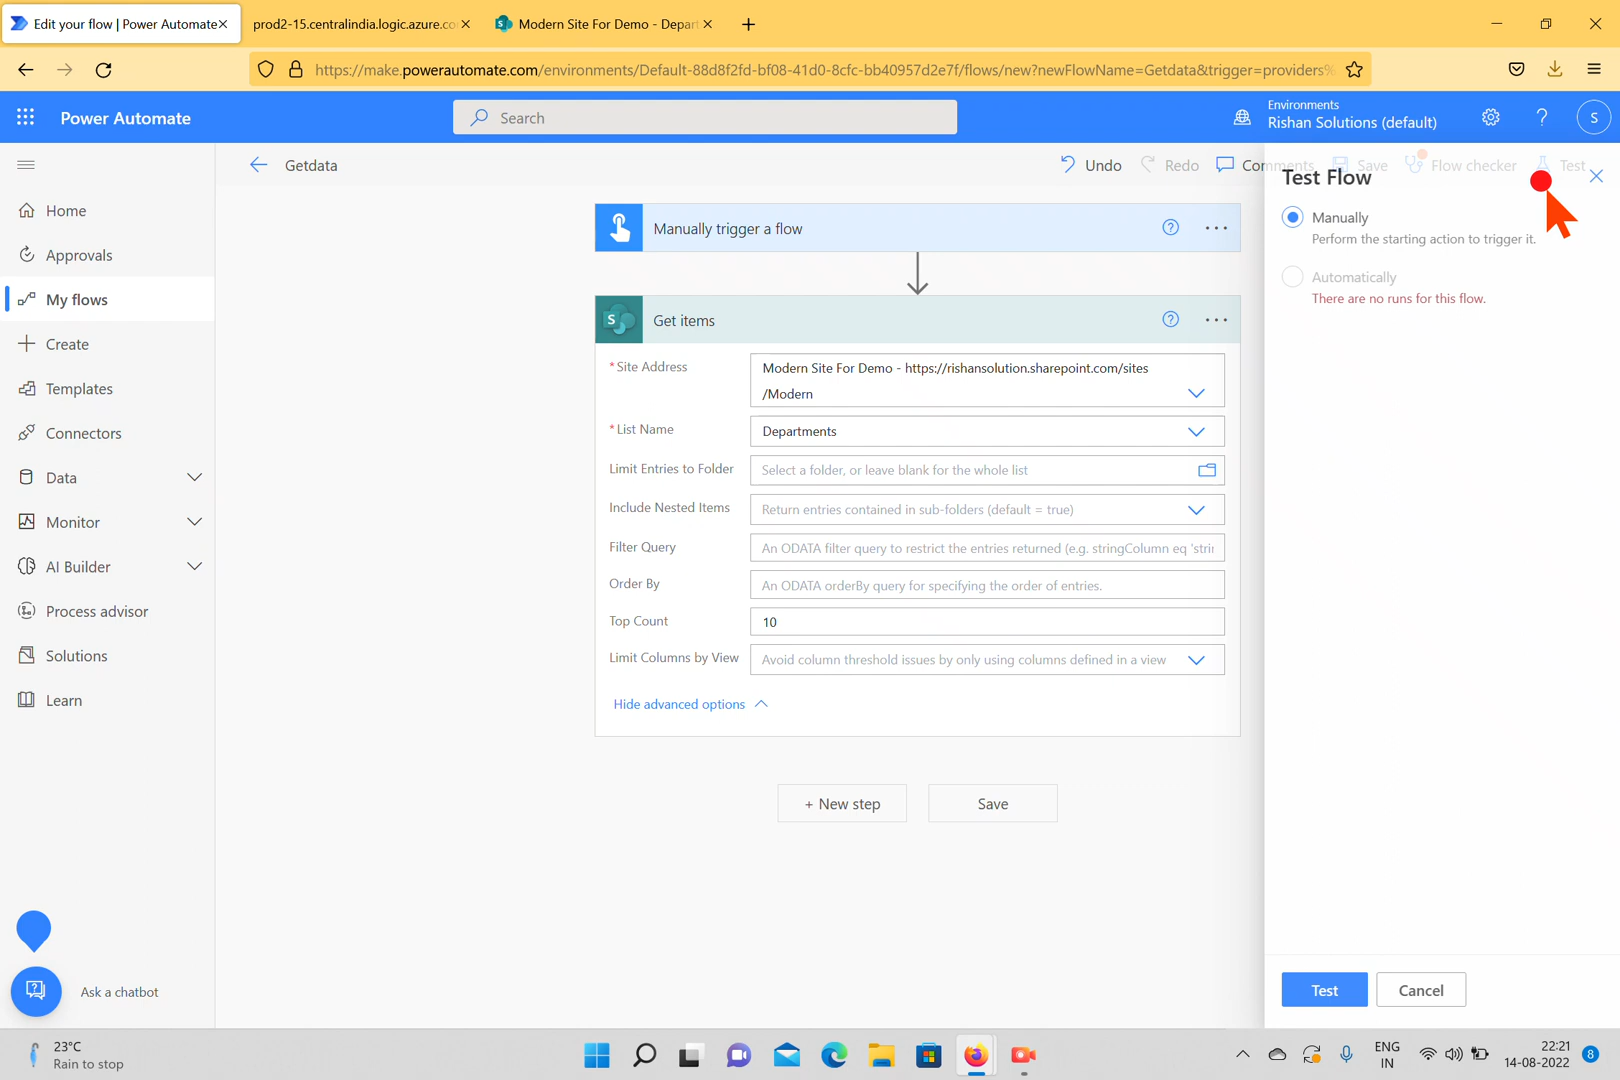 Edit your flow | Power Automate
prod2-15.centralindia.logic.azure.co
Modern Site For Demo - Depart
https://make.powerautomate.com/environments/Default-88d8f2fd-bf08-41d0-8cfc-bb40957d2e7f/flows/new?newFlowName=Getdata&trigger=providers%
Power Automate
Search
Environments
Rishan Solutions (default)
S
Getdata
Undo
Redo
Comments
Save
Flow checker
Test
Home
Approvals
My flows
Create
Templates
Connectors
Data
Monitor
AI Builder
Process advisor
Solutions
Learn
Ask a chatbot
Manually trigger a flow
Get items
* Site Address
Modern Site For Demo - https://rishansolution.sharepoint.com/sites
/Modern
* List Name
Departments
Limit Entries to Folder
Select a folder, or leave blank for the whole list
Include Nested Items
Return entries contained in sub-folders (default = true)
Filter Query
An ODATA filter query to restrict the entries returned (e.g. stringColumn eq 'strin
Order By
An ODATA orderBy query for specifying the order of entries.
Top Count
10
Limit Columns by View
Avoid column threshold issues by only using columns defined in a view
Hide advanced options
+ New step
Save
Test Flow
Manually
Perform the starting action to trigger it.
Automatically
There are no runs for this flow.
Test
Cancel
23°C
Rain to stop
ENG
IN
22:21
14-08-2022
8